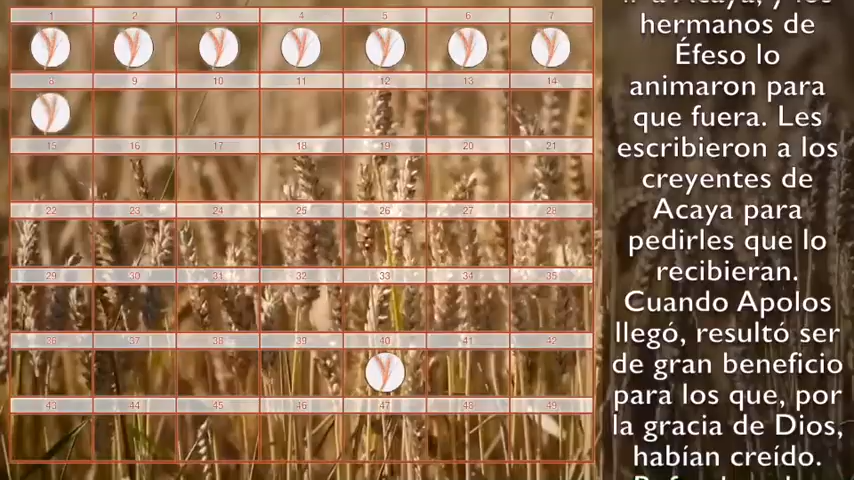 1 2 3 4 5 6 7
8 9 10 11 12 13 14
15 16 17 18 19 20 21
22 23 24 25 26 27 28
29 30 31 32 33 34 35
36 37 38 39 40 41 42
43 44 45 46 47 48 49
hermanos de
Éfeso lo
animaron para
que fuera. Les
escribieron a los
creyentes de
Acaya para
pedirles que lo
recibieran.
Cuando Apolos
llegó, resultó ser
de gran beneficio
para los que, por
la gracia de Dios,
habían creído.